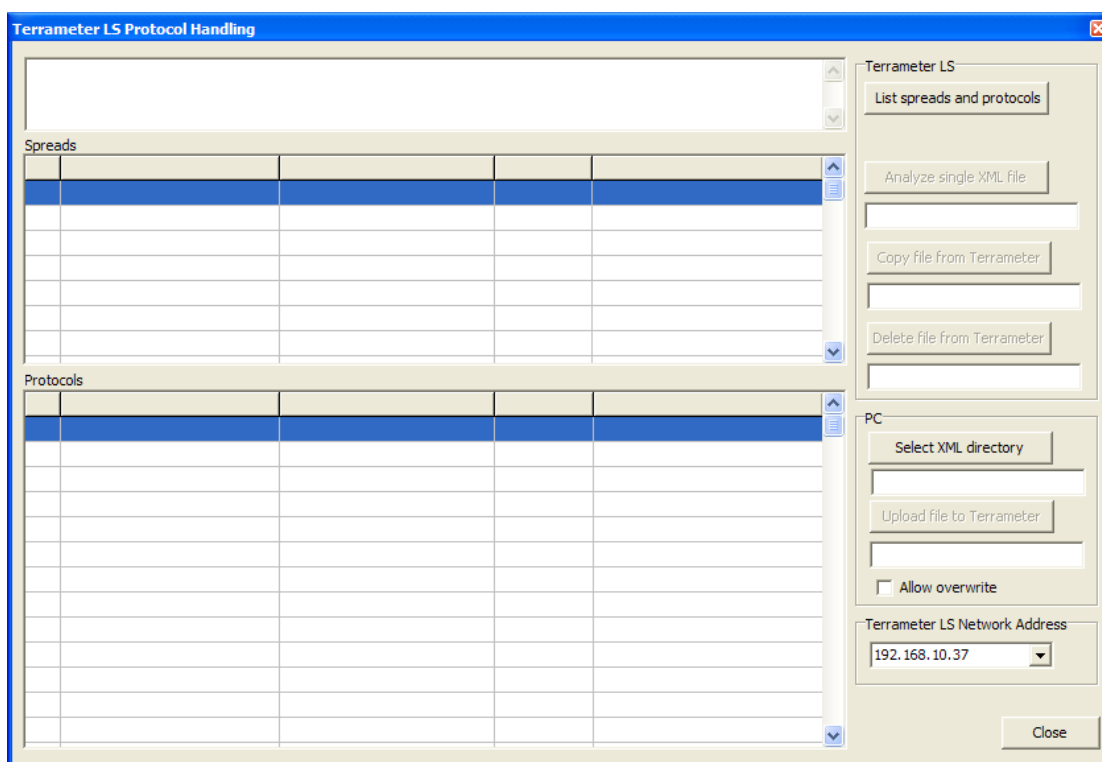 Terrameter LS Protocol Handling
Spreads
Protocols
Terrameter LS
List spreads and protocols
Analyze single XML file
Copy file from Terrameter
Delete file from Terrameter
PC
Select XML directory
Upload file to Terrameter
Allow overwrite
Terrameter LS Network Address
192.168.10.37
Close